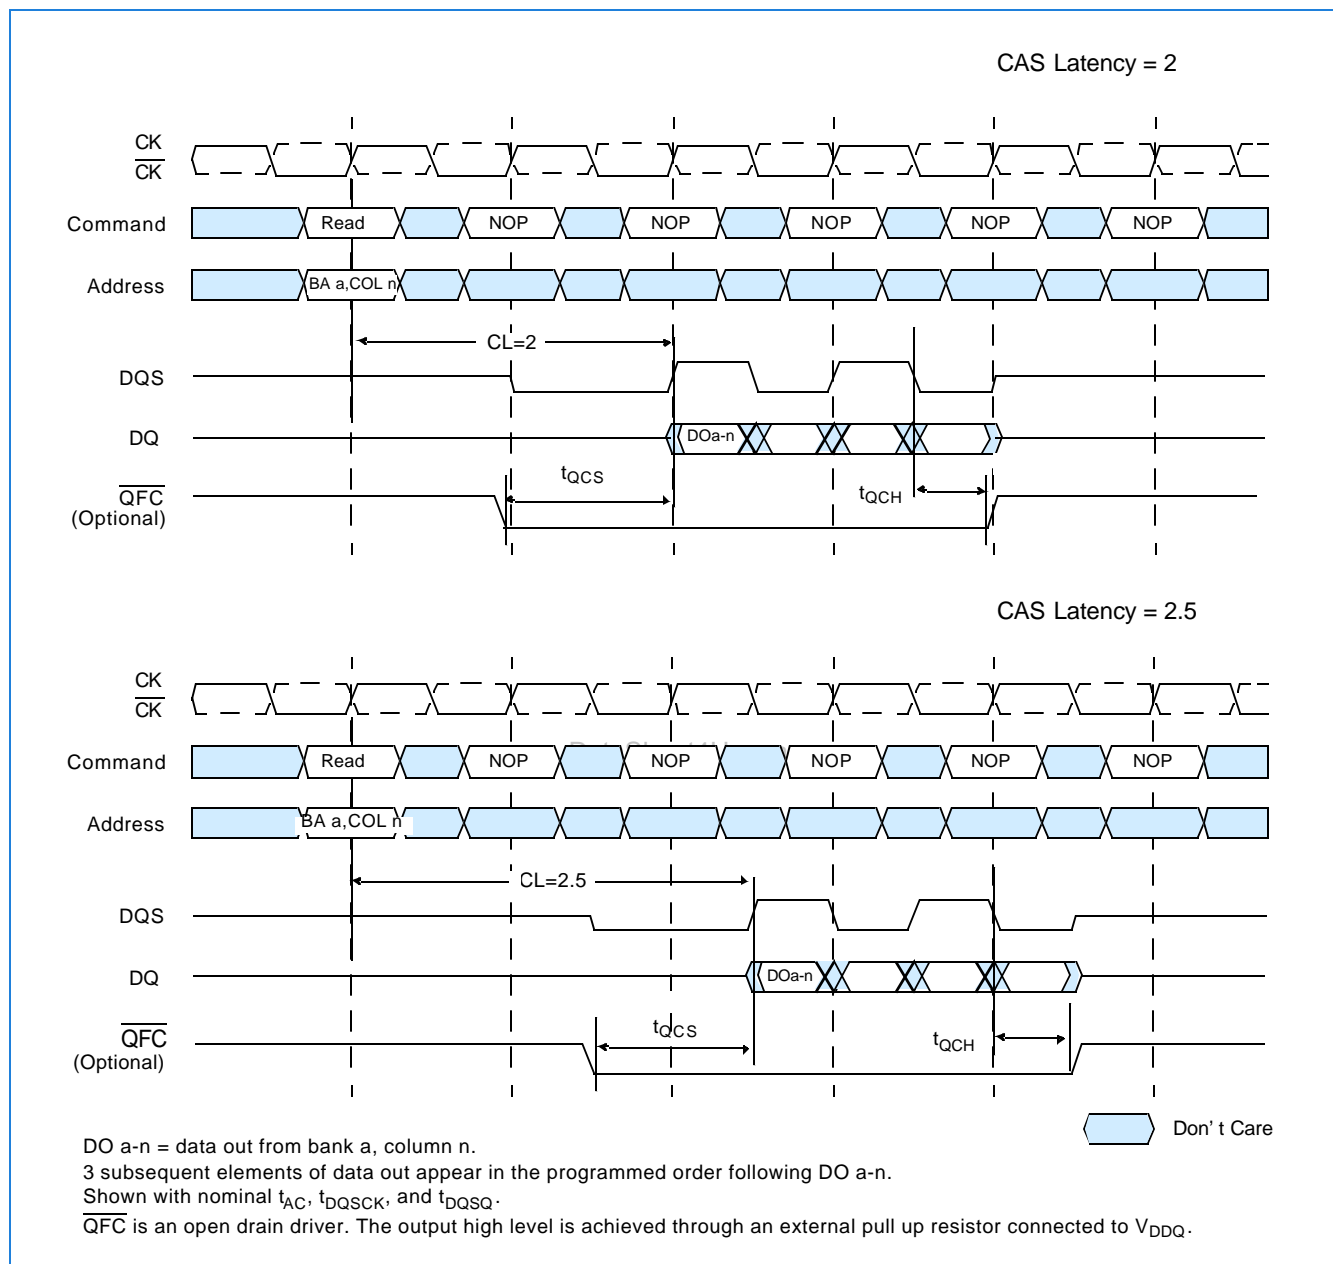 CAS Latency = 2
CK
CK
Command Read NOP NOP NOP NOP NOP
Address BA a,COL n
CL=2
DQS
DQ DOa-n
tQCS
tQCH
QFC
(Optional)
CAS Latency = 2.5
CK
CK
Command Read NOP NOP NOP NOP NOP
Address BA a,COL n
CL=2.5
DQS
DQ DOa-n
tQCS
tQCH
QFC
(Optional)
Don' t Care
DO a-n = data out from bank a, column n.
3 subsequent elements of data out appear in the programmed order following DO a-n.
Shown with nominal tAC, tDQSCK, and tDQSQ.
QFC is an open drain driver. The output high level is achieved through an external pull up resistor connected to VDDQ.